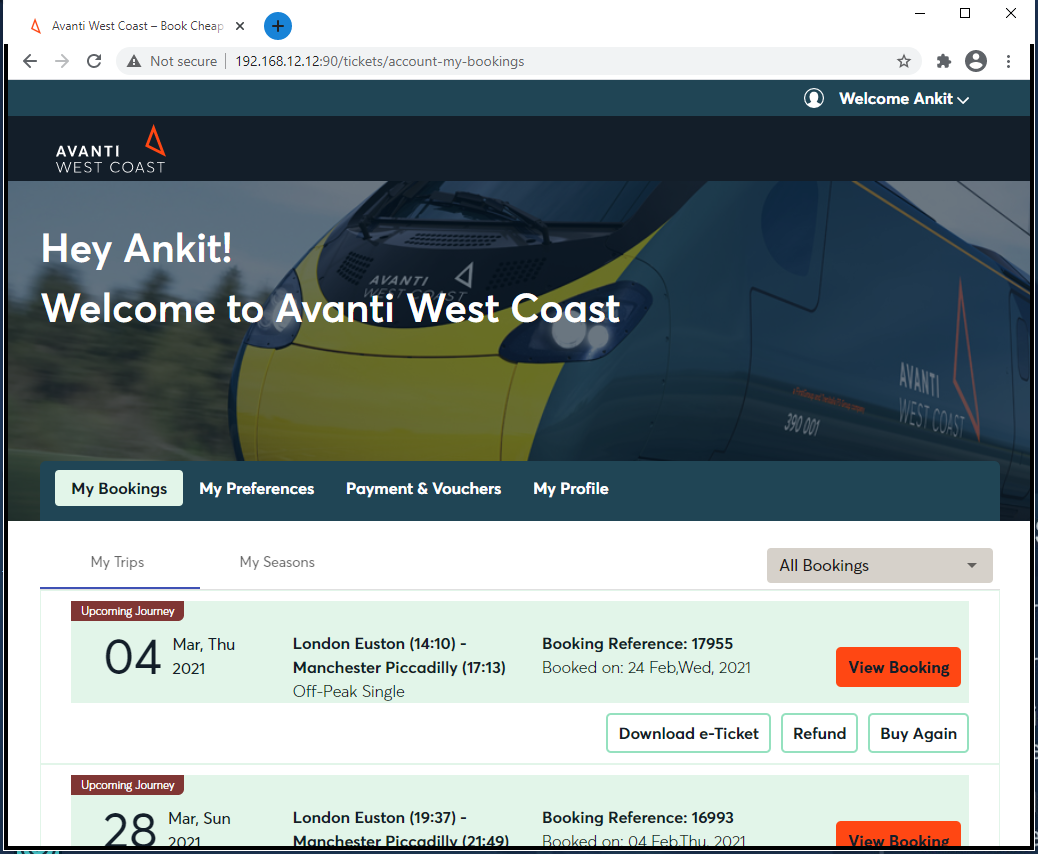 Avanti West Coast – Book Cheap
Not secure
192.168.12.12:90/tickets/account-my-bookings
Welcome Ankit
AVANTI
WEST COAST
Hey Ankit!
Welcome to Avanti West Coast
AVANTI
WEST COAST
AVANTI
WEST COAST
390 001
My Bookings
My Preferences
Payment & Vouchers
My Profile
My Trips
My Seasons
All Bookings
Upcoming Journey
04
Mar, Thu
2021
London Euston (14:10) -
Manchester Piccadilly (17:13)
Off-Peak Single
Booking Reference: 17955
Booked on: 24 Feb,Wed, 2021
View Booking
Download e-Ticket
Refund
Buy Again
Upcoming Journey
28
Mar, Sun
2021
London Euston (19:37) -
Manchester Piccadilly (21:49)
Booking Reference: 16993
Booked on: 04 Feb,Thu, 2021
View Booking